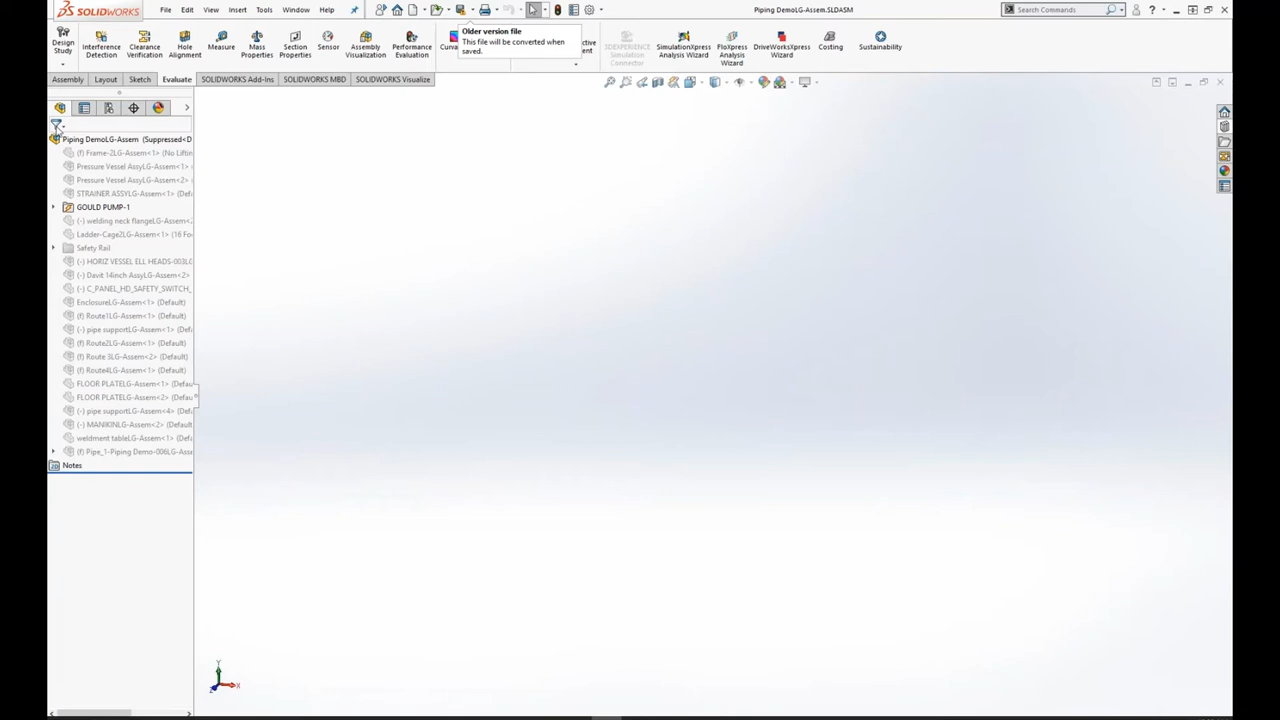 SOLIDWORKS
File Edit View Insert Tools Window Help
Piping DemoLG-Assem.SLDASM
Search Commands
Older version file
This file will be converted when
saved.
Design
Study
Interference
Detection
Clearance
Verification
Hole
Alignment
Measure
Mass
Properties
Section
Properties
Sensor
Assembly
Visualization
Performance
Evaluation
Curva
ctive
ent
3DEXPERIENCE
Simulation
Connector
SimulationXpress
Analysis Wizard
FloXpress
Analysis
Wizard
DriveWorksXpress
Wizard
Costing
Sustainability
Assembly Layout Sketch Evaluate SOLIDWORKS Add-Ins SOLIDWORKS MBD SOLIDWORKS Visualize
Piping DemoLG-Assem (Suppressed<D
(f) Frame-2LG-Assem<1> (No Liftin
Pressure Vessel AssyLG-Assem<1> (
Pressure Vessel AssyLG-Assem<2> (
STRAINER ASSYLG-Assem<1> (Defa
GOULD PUMP-1
(-) welding neck flangeLG-Assem<
Ladder-Cage2LG-Assem<1> (16 Fo
Safety Rail
(-) HORIZ VESSEL ELL HEADS-003LG
(-) Davit 14inch AssyLG-Assem<2>
(-) C_PANEL_HD_SAFETY_SWITCH_
EnclosureLG-Assem<1> (Default)
(f) Route1LG-Assem<1> (Default)
(-) pipe supportLG-Assem<1> (Def
(f) Route2LG-Assem<1> (Default)
(f) Route 3LG-Assem<2> (Default)
(f) Route4LG-Assem<1> (Default)
FLOOR PLATELG-Assem<1> (Defau
FLOOR PLATELG-Assem<2> (Defau
(-) pipe supportLG-Assem<4> (Def
(-) MANIKINLG-Assem<2> (Default)
weldment tableLG-Assem<1> (Defa
(f) Pipe_1-Piping Demo-006LG-Ass
Notes
Y
X
Z